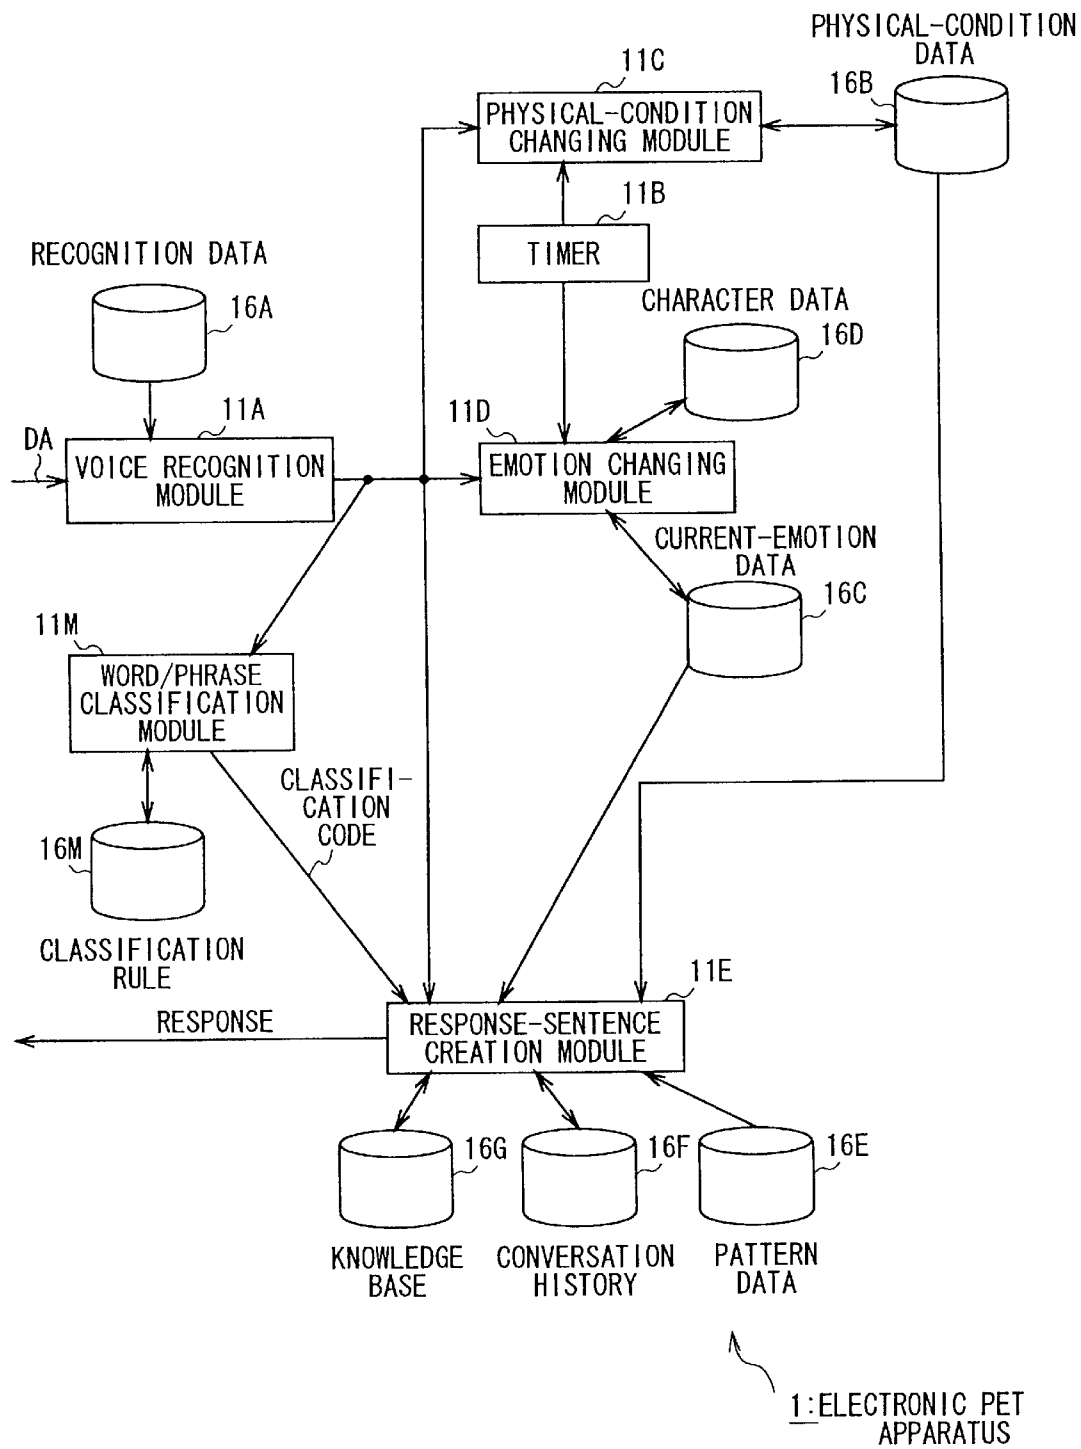 PHYSICAL-CONDITION
DATA
11C
16B
PHYSICAL-CONDITION
CHANGING MODULE
11B
TIMER
RECOGNITION DATA
16A
CHARACTER DATA
16D
11A
11D
DA
VOICE RECOGNITION
MODULE
EMOTION CHANGING
MODULE
CURRENT-EMOTION
DATA
16C
11M
WORD/PHRASE
CLASSIFICATION
MODULE
CLASSIFI-
CATION
CODE
16M
CLASSIFICATION
RULE
11E
RESPONSE
RESPONSE-SENTENCE
CREATION MODULE
16G
16F
16E
KNOWLEDGE
BASE
CONVERSATION
HISTORY
PATTERN
DATA
1:ELECTRONIC PET
APPARATUS